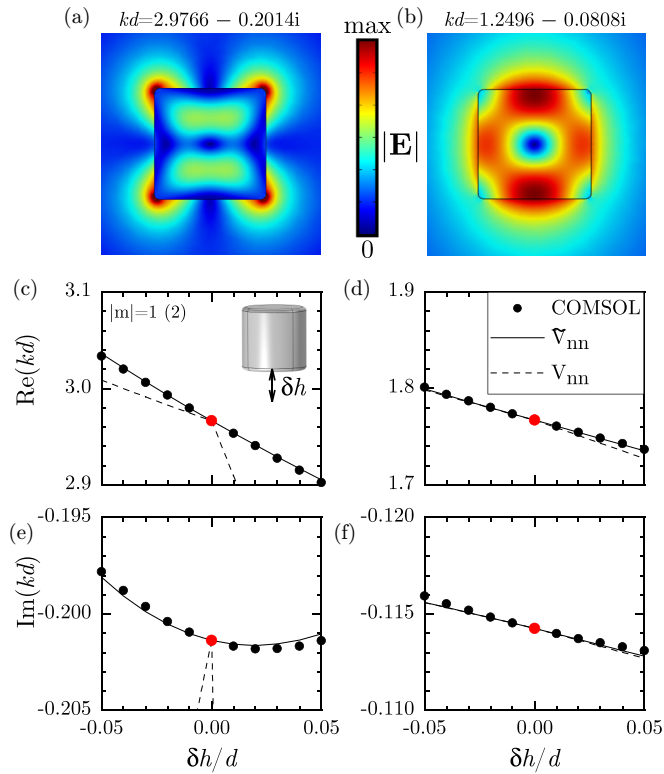 (a) kd=2.9766 − 0.2014i max (b) kd=1.2496 − 0.0808i
|E|
0
(c) 3.1 |m|=1 (2) (d) 1.9 COMSOL
Ṽnn
Vnn
δh
Re(kd) 3.0 1.8
2.9 1.7
(e) -0.195 (f) -0.120
Im(kd) -0.200 -0.115
-0.205 -0.110
-0.05 0.00 0.05 -0.05 0.00 0.05
δh/d δh/d